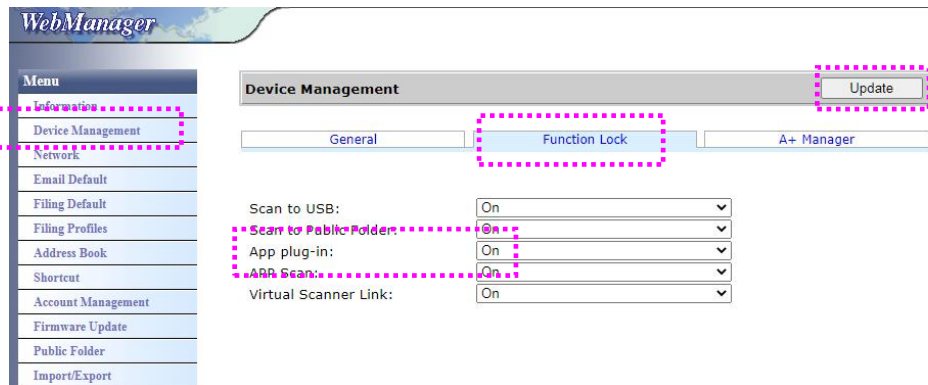 WebManager
Menu
Information
Device Management
Network
Email Default
Filing Default
Filing Profiles
Address Book
Shortcut
Account Management
Firmware Update
Public Folder
Import/Export
Device Management
Update
General
Function Lock
A+ Manager
Scan to USB: On
Scan to Public Folder: On
App plug-in: On
APP Scan: On
Virtual Scanner Link: On